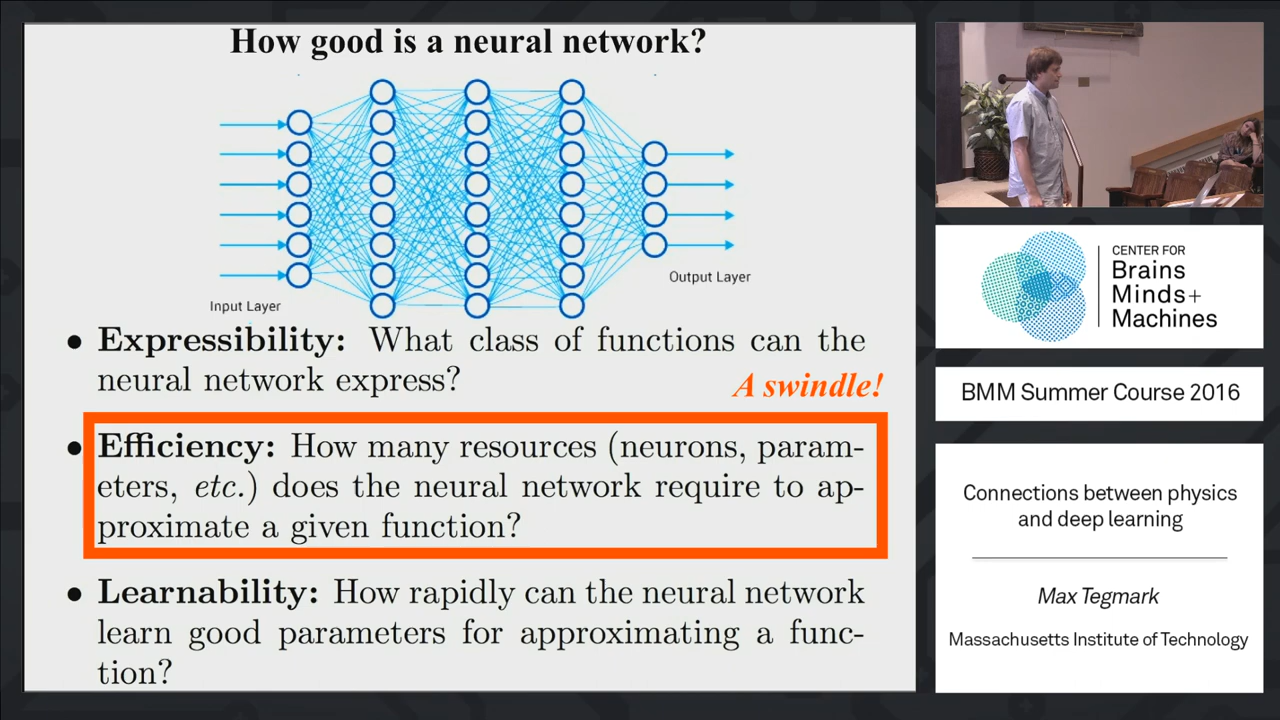 How good is a neural network?
Input Layer
Output Layer
• Expressibility: What class of functions can the
neural network express?
A swindle!
• Efficiency: How many resources (neurons, param-
eters, etc.) does the neural network require to ap-
proximate a given function?
• Learnability: How rapidly can the neural network
learn good parameters for approximating a func-
tion?
CENTER FOR
Brains
Minds+
Machines
BMM Summer Course 2016
Connections between physics
and deep learning
Max Tegmark
Massachusetts Institute of Technology